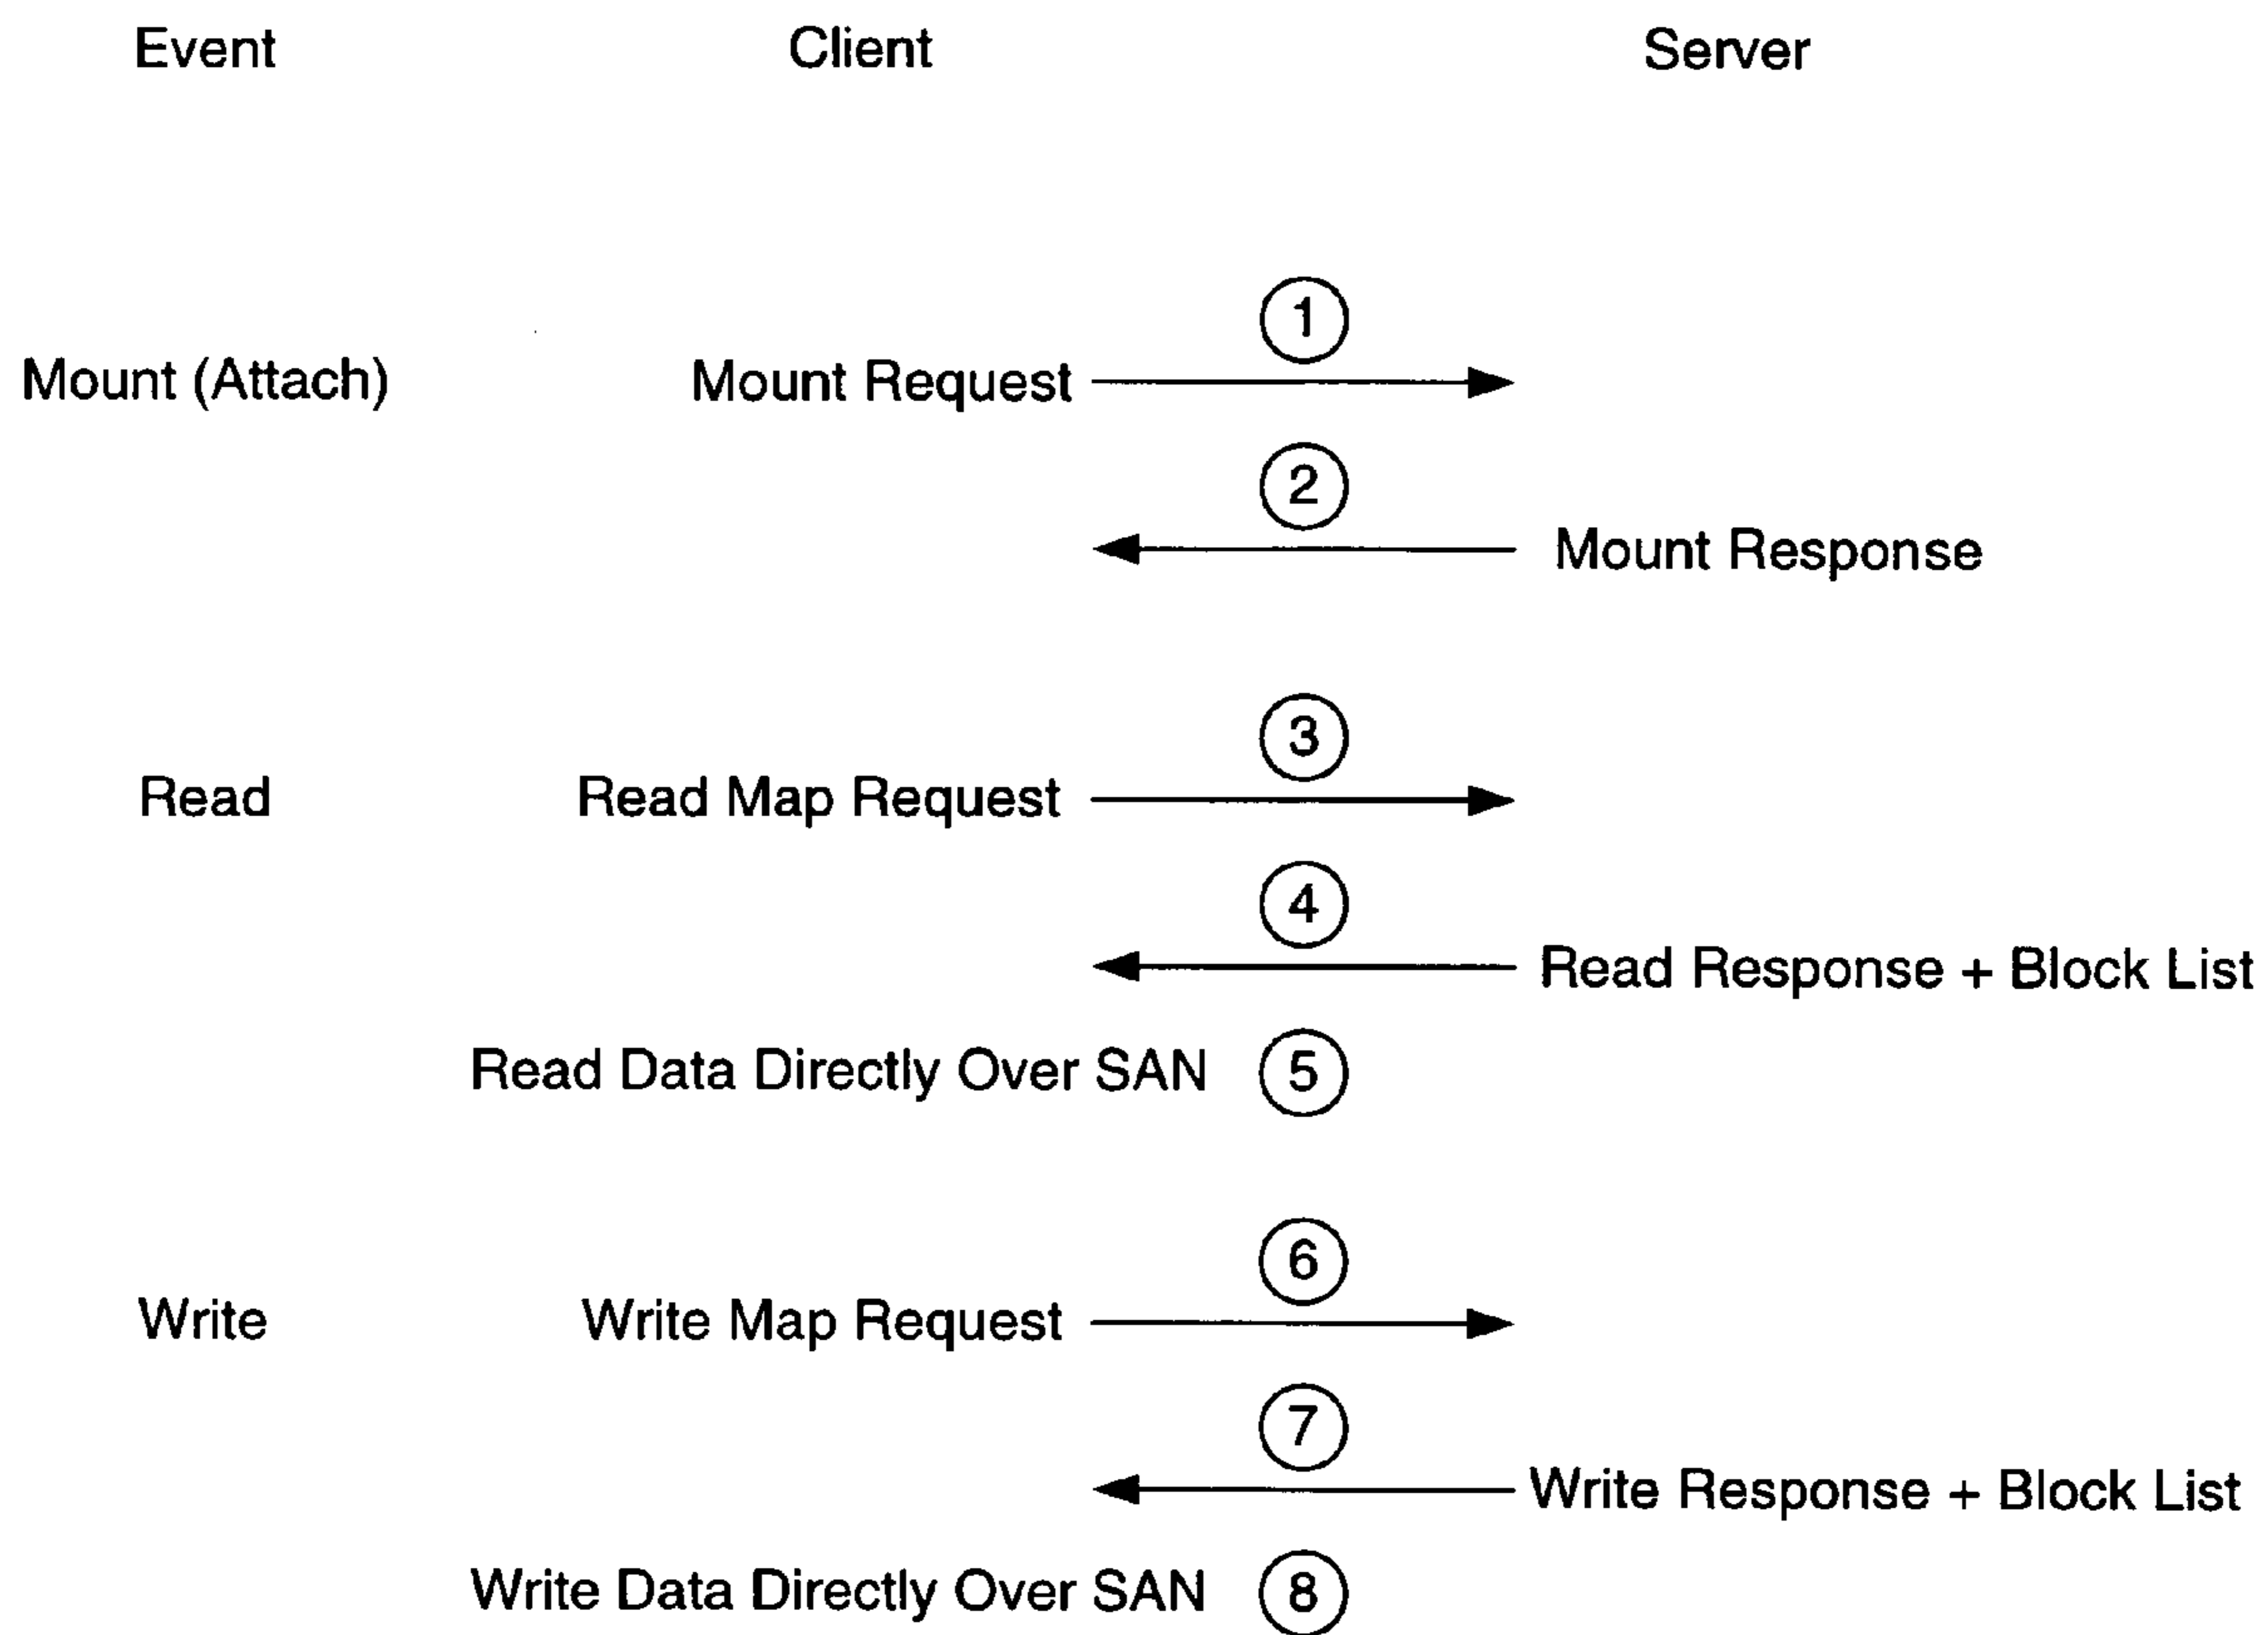 Event Client Server
1
Mount (Attach) Mount Request
2
Mount Response
3
Read Read Map Request
4
Read Response + Block List
Read Data Directly Over SAN 5
6
Write Write Map Request
7
Write Response + Block List
Write Data Directly Over SAN 8